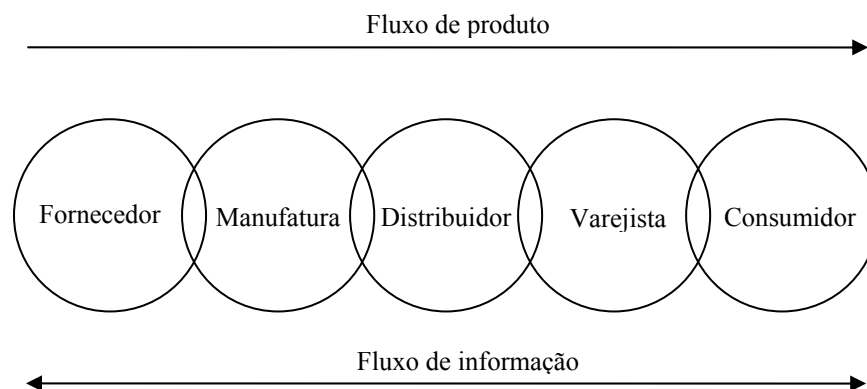 Fluxo de produto
Fornecedor Manufatura Distribuidor Varejista Consumidor
Fluxo de informação